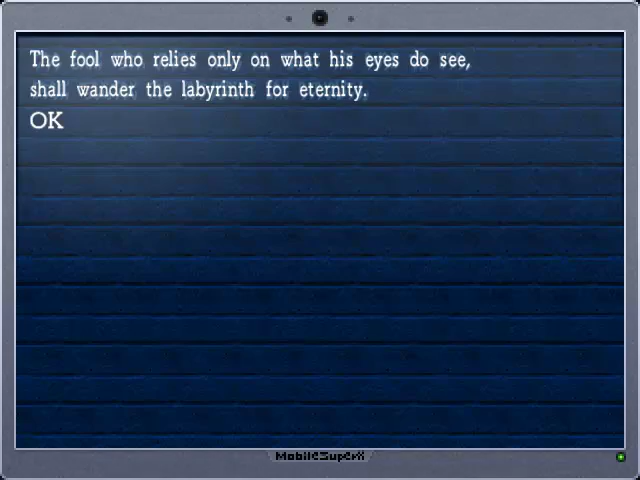 The fool who relies only on what his eyes do see,
shall wander the labyrinth for eternity.
OK
MobileSuperX